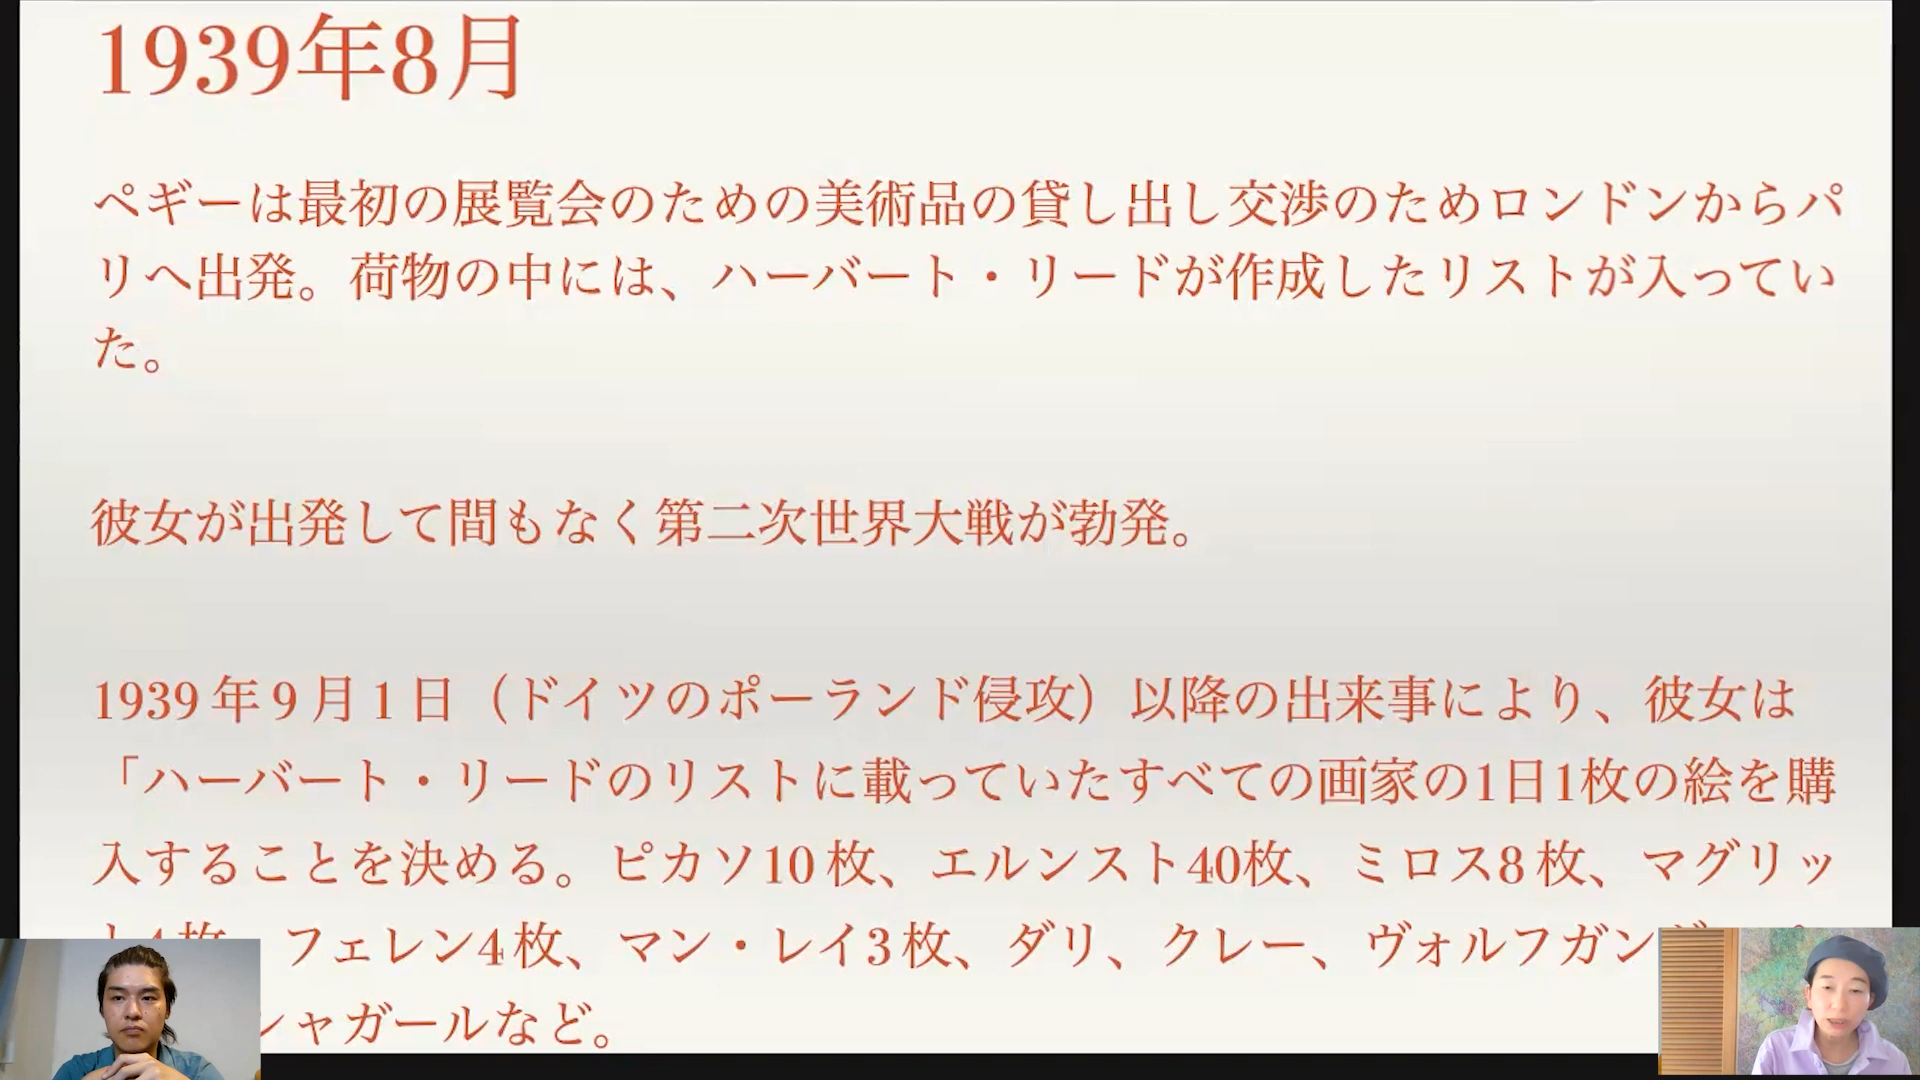 1939年8月
ペギーは最初の展覧会のための美術品の貸し出し交渉のためロンドンからパ
リへ出発。荷物の中には、ハーバート・リードが作成したリストが入ってい
た。
彼女が出発して間もなく第二次世界大戦が勃発。
1939年9月1日（ドイツのポーランド侵攻）以降の出来事により、彼女は
「ハーバート・リードのリストに載っていたすべての画家の1日1枚の絵を購
入することを決める。ピカソ10枚、エルンスト40枚、ミロス8枚、マグリッ
ト4枚、フェレン4枚、マン・レイ3枚、ダリ、クレー、ヴォルフガン
シャガールなど。